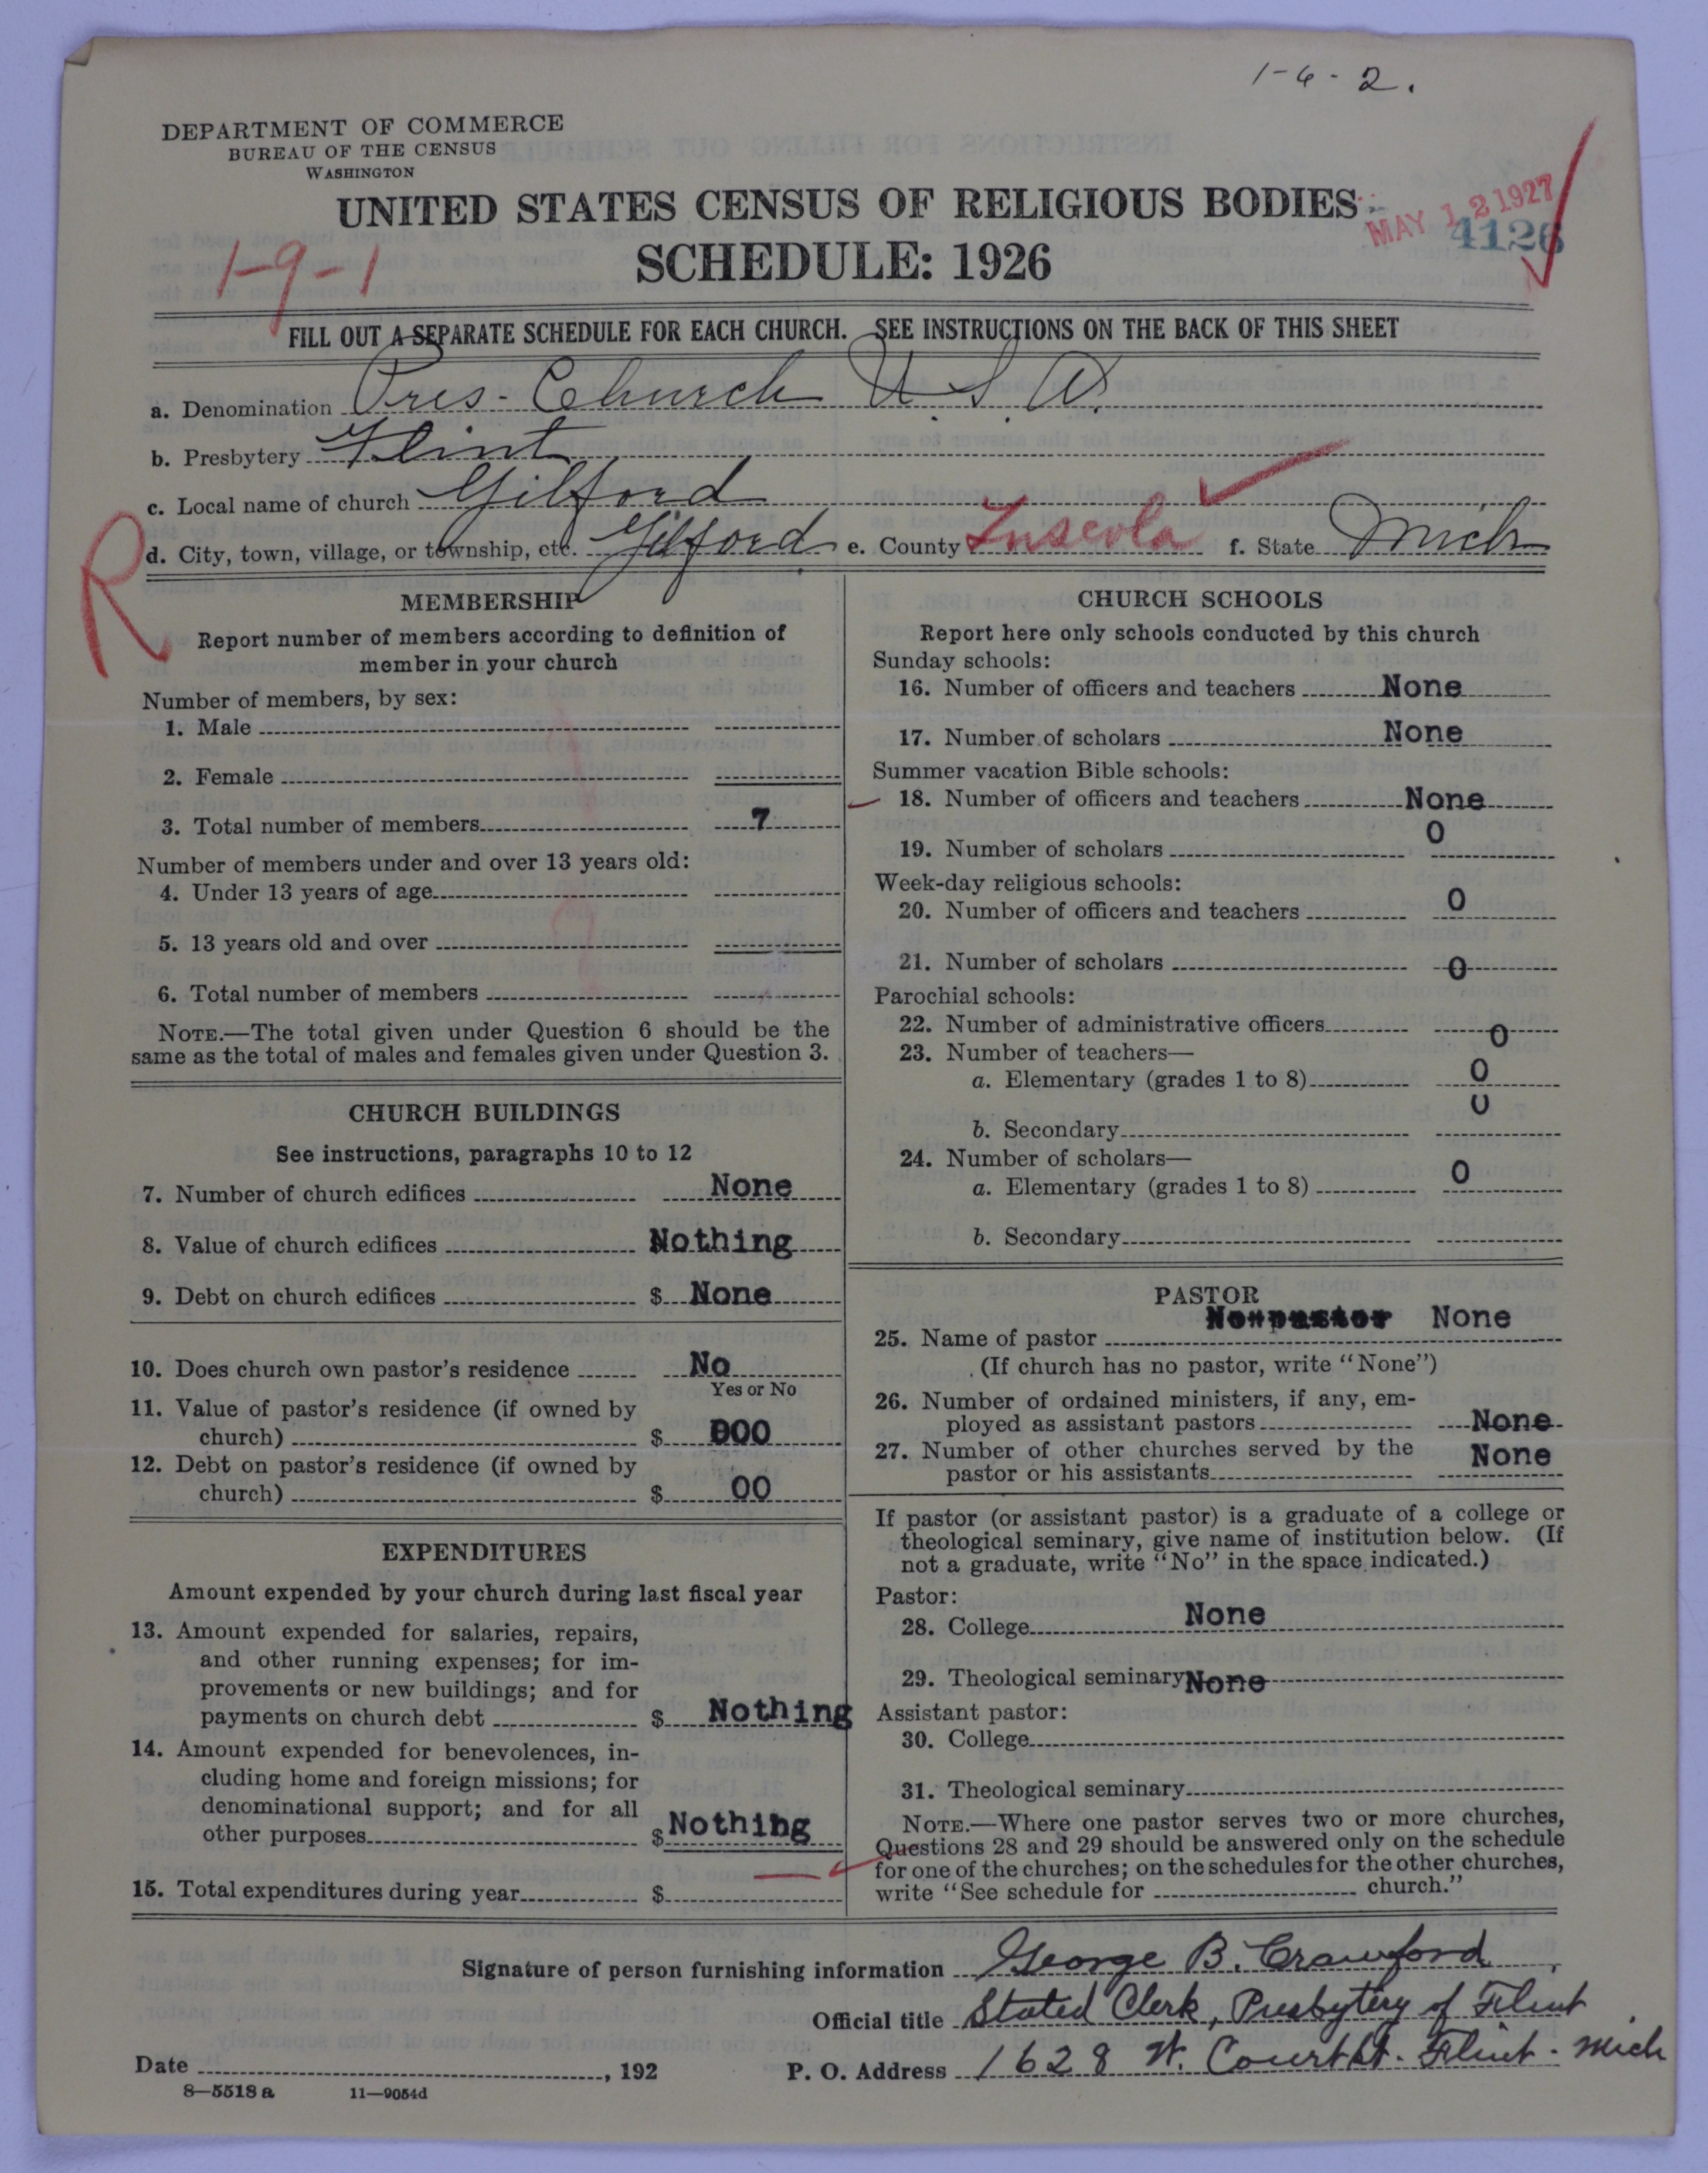 1-6-2.
DEPARTMENT OF COMMERCE
BUREAU OF THE CENSUS
WASHINGTON
UNITED STATES CENSUS OF RELIGIOUS BODIES
MAY 12 1927
4126
SCHEDULE: 1926
1-9-1
FILL OUT A SEPARATE SCHEDULE FOR EACH CHURCH. SEE INSTRUCTIONS ON THE BACK OF THIS SHEET
a. Denomination Pres. Church U.S.A.
b. Presbytery Flint
c. Local name of church Gilford
d. City, town, village, or township, etc. Gilford e. County Tuscola f. State Mich
R
MEMBERSHIP
Report number of members according to definition of
member in your church
Number of members, by sex:
1. Male
2. Female
3. Total number of members 7
Number of members under and over 13 years old:
4. Under 13 years of age
5. 13 years old and over
6. Total number of members
NOTE.—The total given under Question 6 should be the
same as the total of males and females given under Question 3.
CHURCH BUILDINGS
See instructions, paragraphs 10 to 12
7. Number of church edifices None
8. Value of church edifices Nothing
9. Debt on church edifices $ None
10. Does church own pastor's residence No
Yes or No
11. Value of pastor's residence (if owned by
church) $ 000
12. Debt on pastor's residence (if owned by
church) $ 00
EXPENDITURES
Amount expended by your church during last fiscal year
13. Amount expended for salaries, repairs,
and other running expenses; for im-
provements or new buildings; and for
payments on church debt $ Nothing
14. Amount expended for benevolences, in-
cluding home and foreign missions; for
denominational support; and for all
other purposes $ Nothing
15. Total expenditures during year $
CHURCH SCHOOLS
Report here only schools conducted by this church
Sunday schools:
16. Number of officers and teachers None
17. Number of scholars None
Summer vacation Bible schools:
18. Number of officers and teachers None
19. Number of scholars 0
Week-day religious schools:
20. Number of officers and teachers 0
21. Number of scholars 0
Parochial schools:
22. Number of administrative officers 0
23. Number of teachers—
a. Elementary (grades 1 to 8) 0
b. Secondary 0
24. Number of scholars—
a. Elementary (grades 1 to 8) 0
b. Secondary
PASTOR
25. Name of pastor None
(If church has no pastor, write "None")
26. Number of ordained ministers, if any, em-
ployed as assistant pastors None
27. Number of other churches served by the
pastor or his assistants None
If pastor (or assistant pastor) is a graduate of a college or
theological seminary, give name of institution below. (If
not a graduate, write "No" in the space indicated.)
Pastor:
28. College None
29. Theological seminary None
Assistant pastor:
30. College
31. Theological seminary
NOTE.—Where one pastor serves two or more churches,
Questions 28 and 29 should be answered only on the schedule
for one of the churches; on the schedules for the other churches,
write "See schedule for church."
Signature of person furnishing information George B. Crawford
Official title Stated Clerk, Presbytery of Flint
Date , 192 P. O. Address 1628 W. Court St. Flint. Mich
8—5518 a 11—9054d